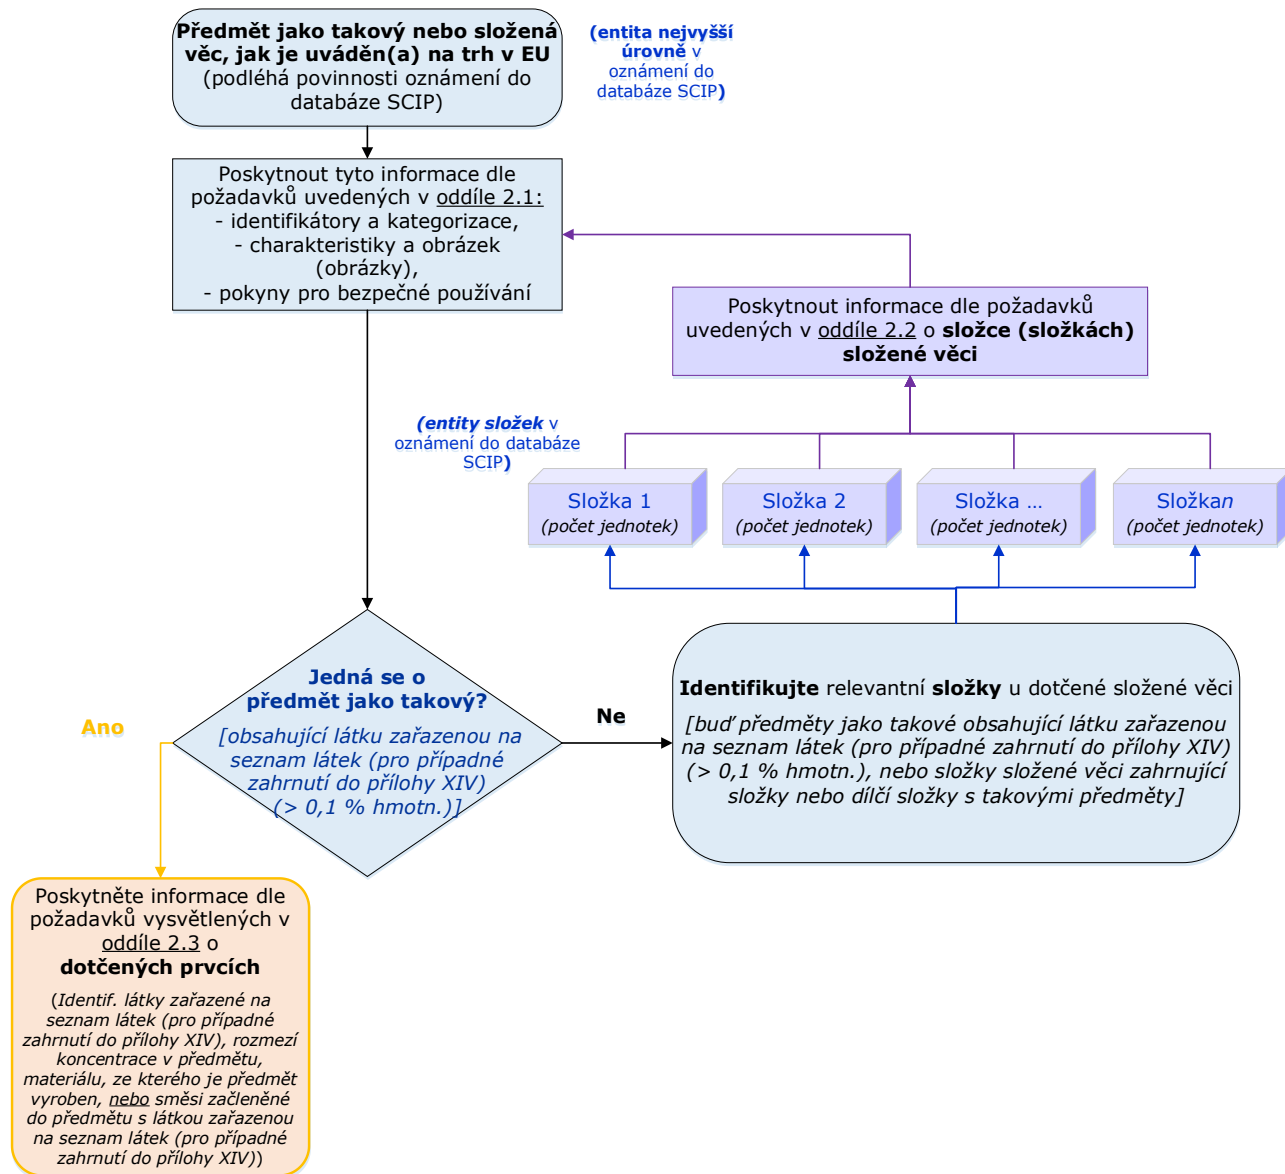 Předmět jako takový nebo složená
věc, jak je uváděn(a) na trh v EU
(podléhá povinnosti oznámení do
databáze SCIP)
(entita nejvyšší
úrovně v
oznámení do
databáze SCIP)
Poskytnout tyto informace dle
požadavků uvedených v oddíle 2.1:
- identifikátory a kategorizace,
- charakteristiky a obrázek
(obrázky),
- pokyny pro bezpečné používání
Poskytnout informace dle požadavků
uvedených v oddíle 2.2 o složce (složkách)
složené věci
(entity složek v
oznámení do databáze
SCIP)
Složka 1
(počet jednotek)
Složka 2
(počet jednotek)
Složka ...
(počet jednotek)
Složkan
(počet jednotek)
Jedná se o
předmět jako takový?
[obsahující látku zařazenou na
seznam látek (pro případné
zahrnutí do přílohy XIV)
(> 0,1 % hmotn.)]
Ano
Ne
Identifikujte relevantní složky u dotčené složené věci
[buď předměty jako takové obsahující látku zařazenou
na seznam látek (pro případné zahrnutí do přílohy XIV)
(> 0,1 % hmotn.), nebo složky složené věci zahrnující
složky nebo dílčí složky s takovými předměty]
Poskytněte informace dle
požadavků vysvětlených v
oddíle 2.3 o
dotčených prvcích
(Identif. látky zařazené na
seznam látek (pro případné
zahrnutí do přílohy XIV), rozmezí
koncentrace v předmětu,
materiálu, ze kterého je předmět
vyroben, nebo směsi začleněné
do předmětu s látkou zařazenou
na seznam látek (pro případné
zahrnutí do přílohy XIV))